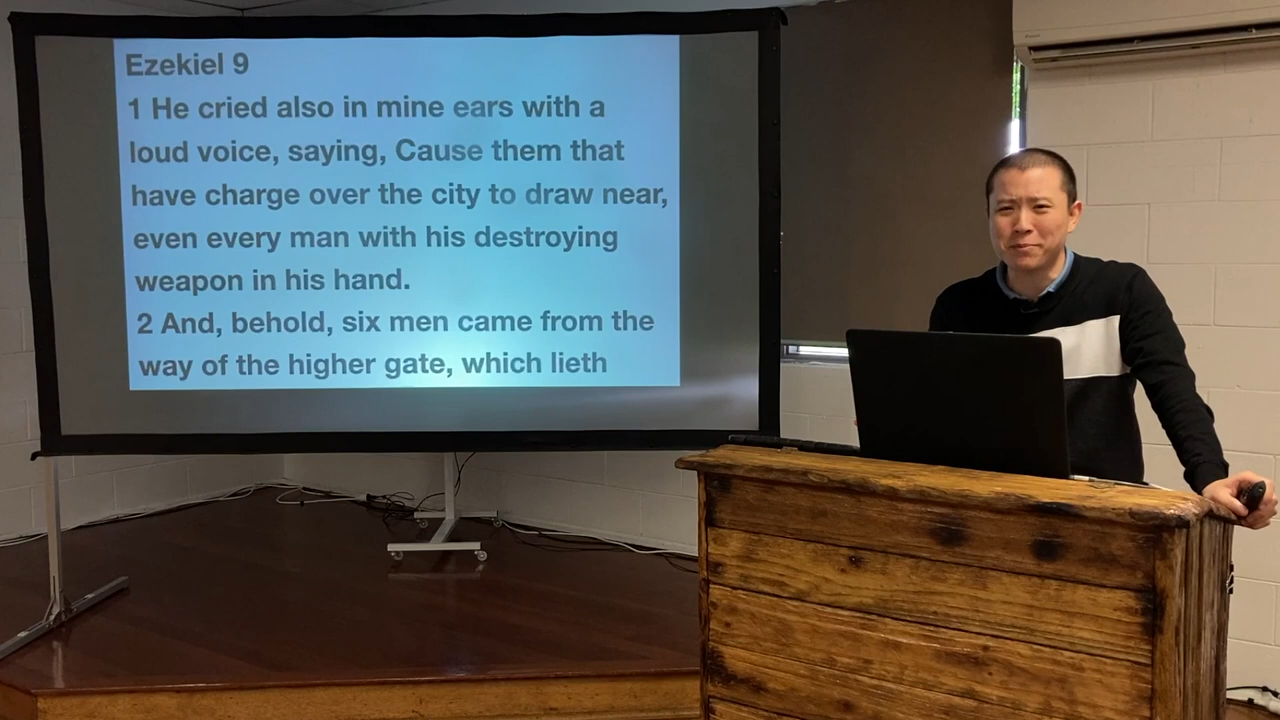 Ezekiel 9
1 He cried also in mine ears with a
loud voice, saying, Cause them that
have charge over the city to draw near,
even every man with his destroying
weapon in his hand.
2 And, behold, six men came from the
way of the higher gate, which lieth